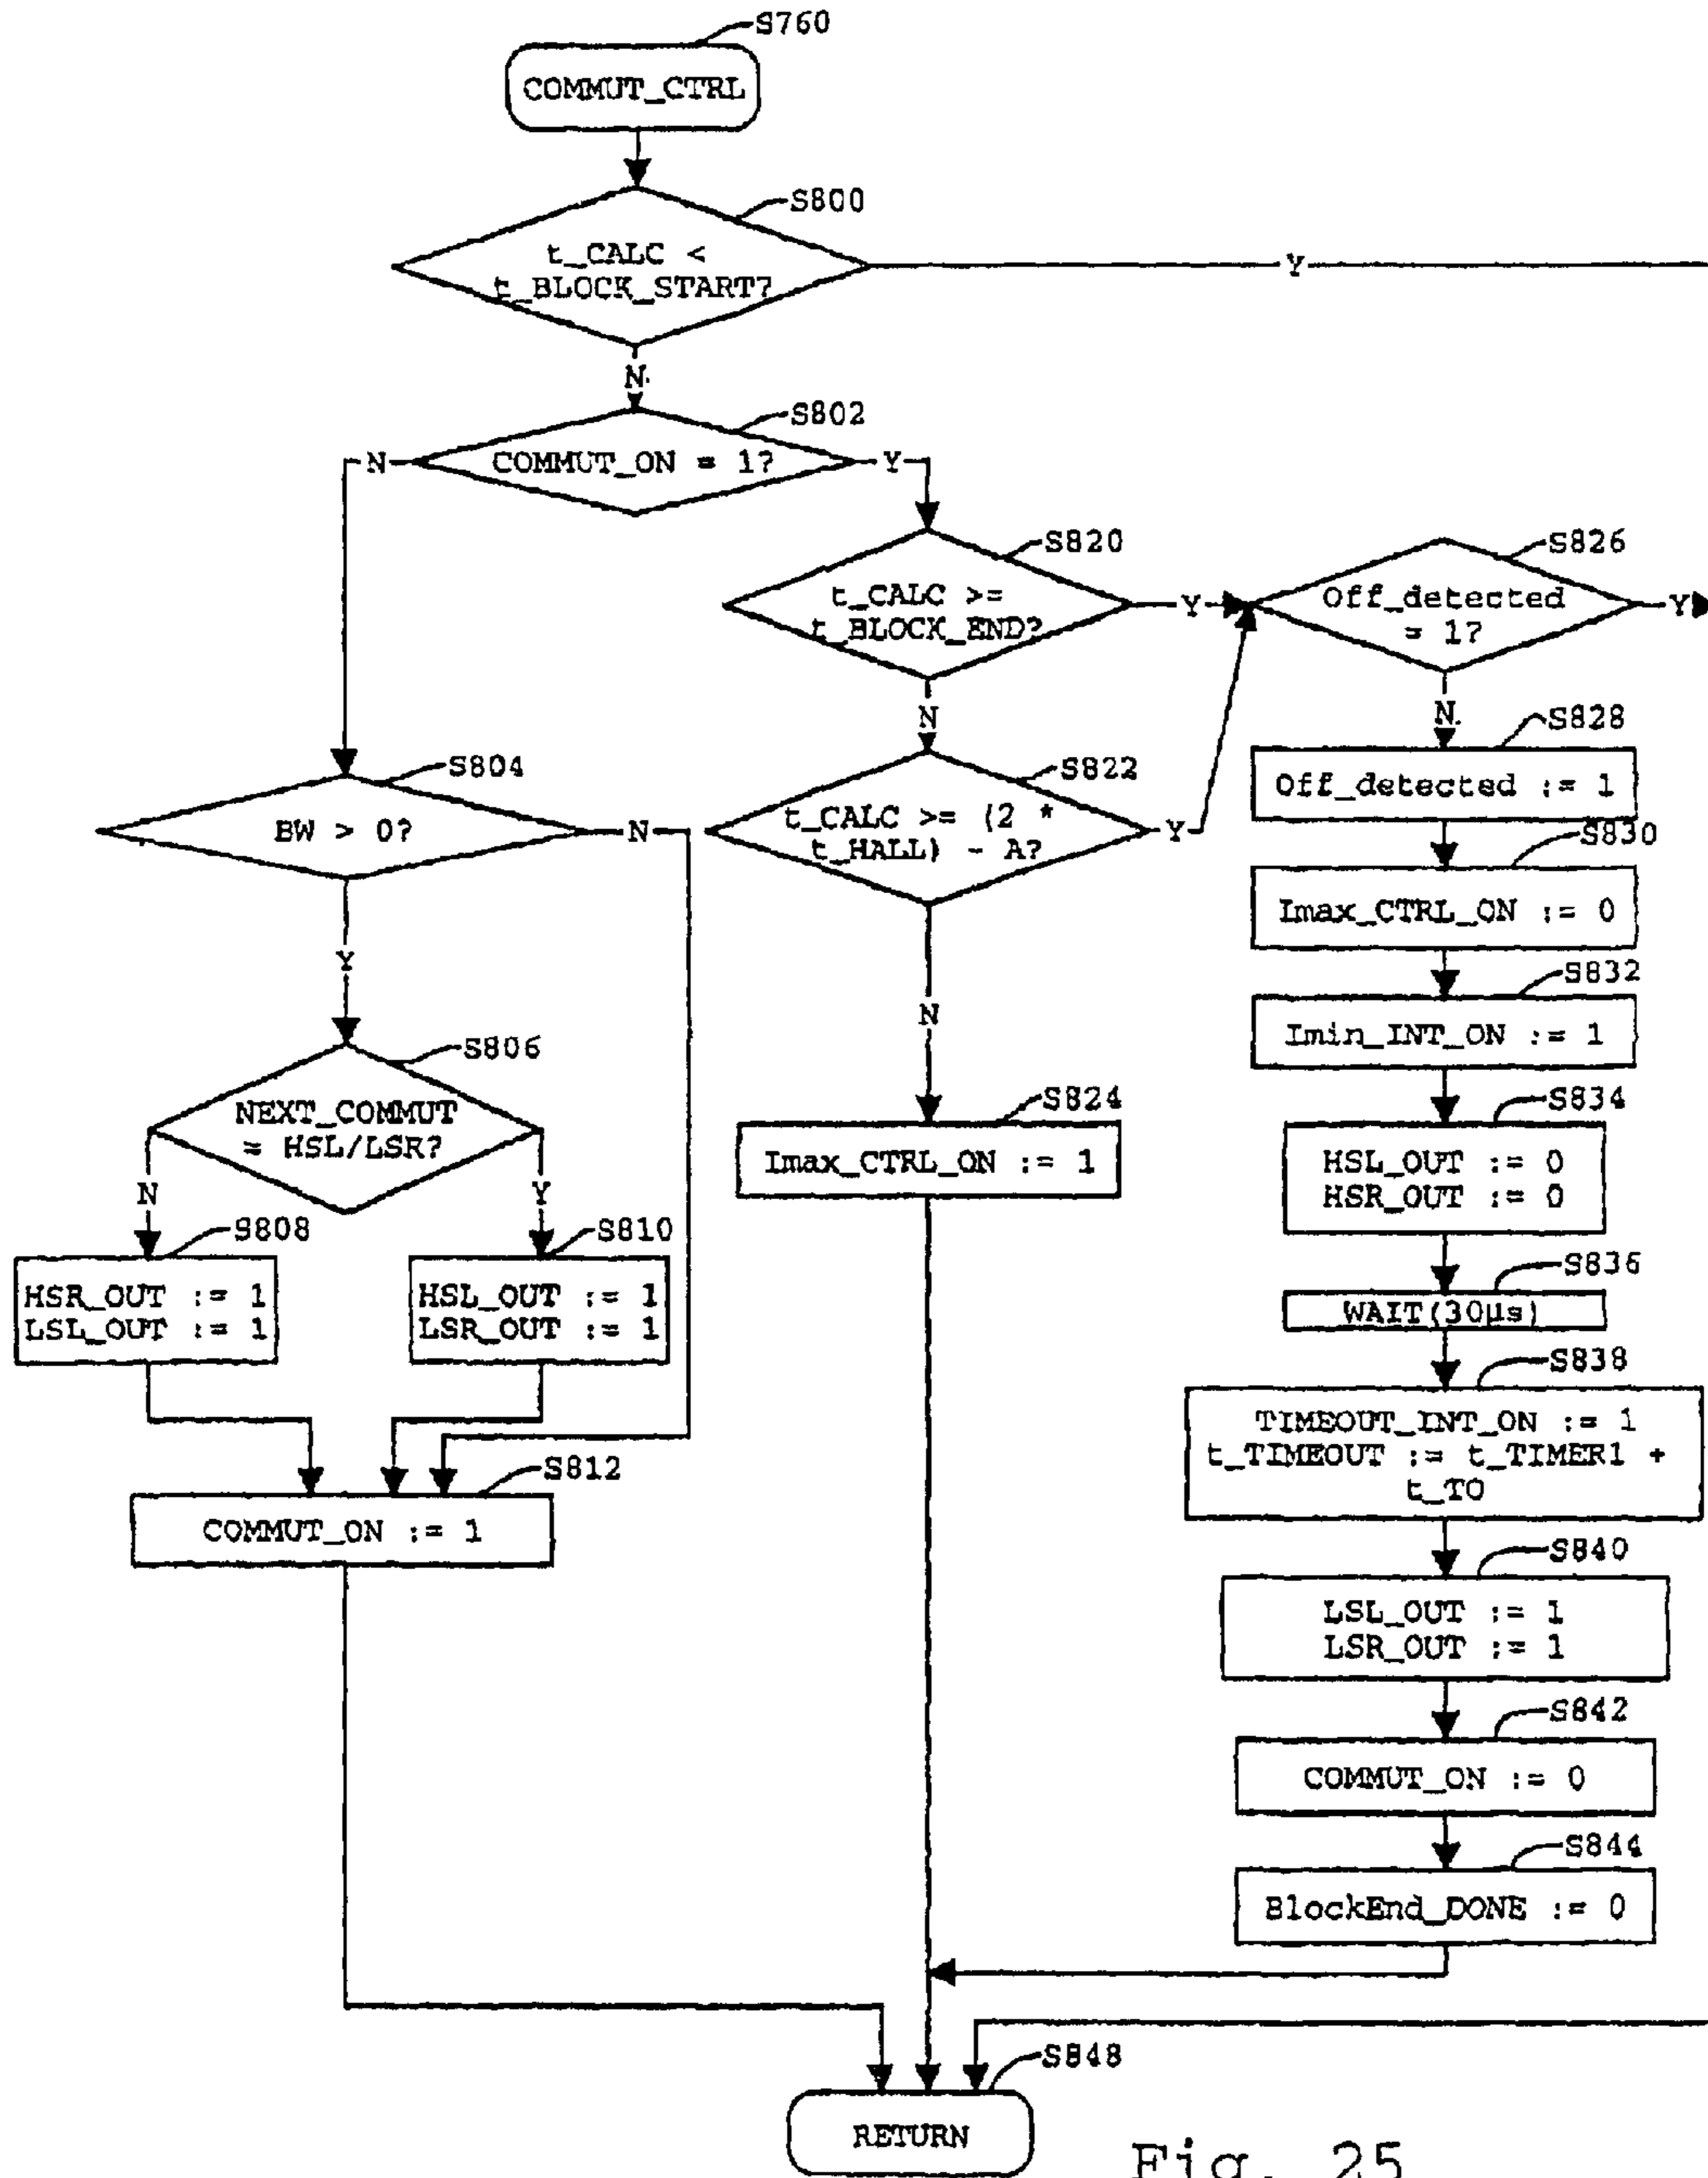 S760
COMMUT_CTRL
S800
t_CALC <
t_BLOCK_START?
Y
N
S802
COMMUT_ON = 1?
N
Y
S820
t_CALC >=
t_BLOCK_END?
Y
N
S826
Off_detected
= 1?
Y
N
S804
BW > 0?
N
Y
S822
t_CALC >= (2 *
t_HALL) - A?
Y
N
S828
Off_detected := 1
S830
Imax_CTRL_ON := 0
S832
Imin_INT_ON := 1
S806
NEXT_COMMUT
= HSL/LSR?
N
Y
S824
Imax_CTRL_ON := 1
S834
HSL_OUT := 0
HSR_OUT := 0
S808
HSR_OUT := 1
LSL_OUT := 1
S810
HSL_OUT := 1
LSR_OUT := 1
S836
WAIT(30µs)
S838
TIMEOUT_INT_ON := 1
t_TIMEOUT := t_TIMER1 +
t_TO
S812
COMMUT_ON := 1
S840
LSL_OUT := 1
LSR_OUT := 1
S842
COMMUT_ON := 0
S844
BlockEnd_DONE := 0
S848
RETURN
Fig. 25